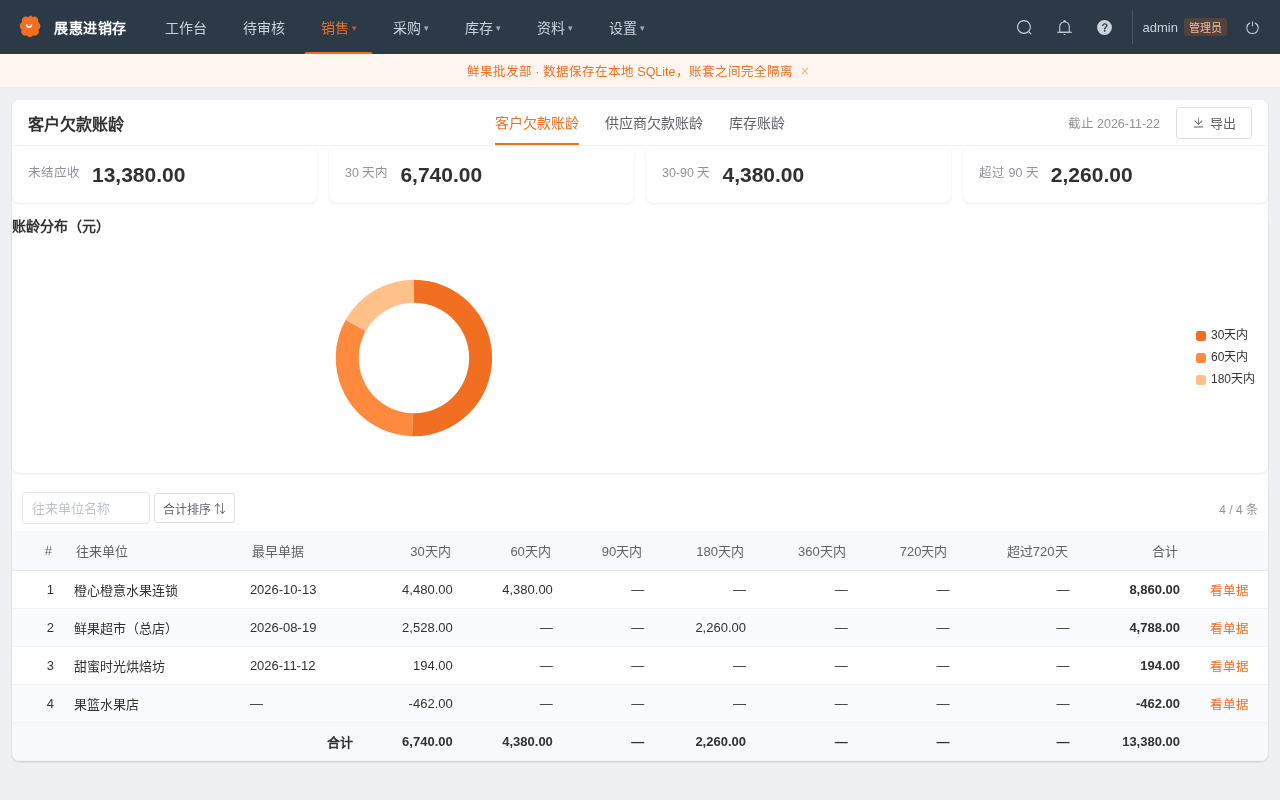 展惠进销存 工作台 待审核 销售 采购 库存 资料 设置 admin 管理员
鲜果批发部 · 数据保存在本地 SQLite，账套之间完全隔离 ×
客户欠款账龄 客户欠款账龄 供应商欠款账龄 库存账龄 截止 2026-11-22 导出
未结应收 13,380.00 30 天内 6,740.00 30-90 天 4,380.00 超过 90 天 2,260.00
账龄分布（元）
30天内
60天内
180天内
往来单位名称 合计排序 4 / 4 条
# 往来单位 最早单据 30天内 60天内 90天内 180天内 360天内 720天内 超过720天 合计
1 橙心橙意水果连锁 2026-10-13 4,480.00 4,380.00 — — — — — 8,860.00 看单据
2 鲜果超市（总店） 2026-08-19 2,528.00 — — 2,260.00 — — — 4,788.00 看单据
3 甜蜜时光烘焙坊 2026-11-12 194.00 — — — — — — 194.00 看单据
4 果篮水果店 — -462.00 — — — — — — -462.00 看单据
合计 6,740.00 4,380.00 — 2,260.00 — — — 13,380.00